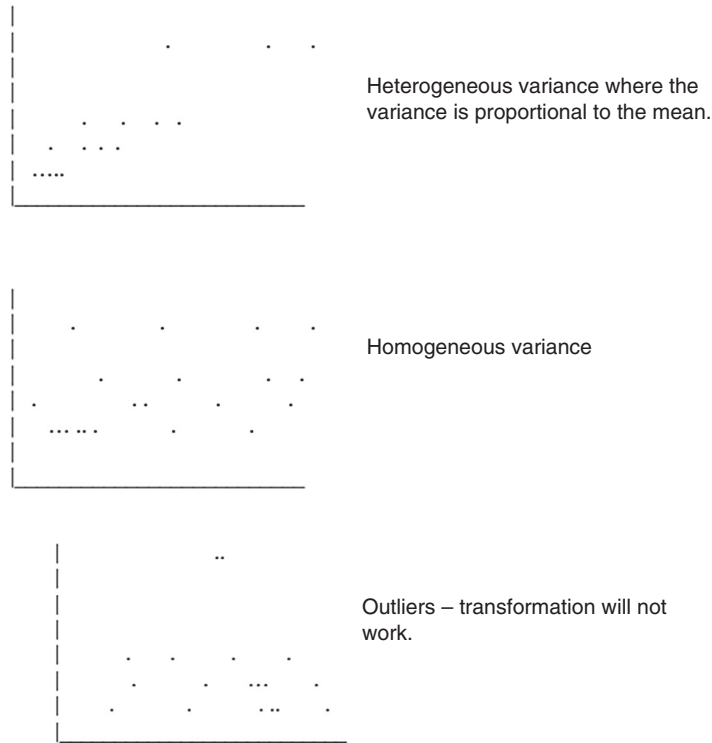 Heterogeneous variance where the
variance is proportional to the mean.
Homogeneous variance
Outliers – transformation will not
work.